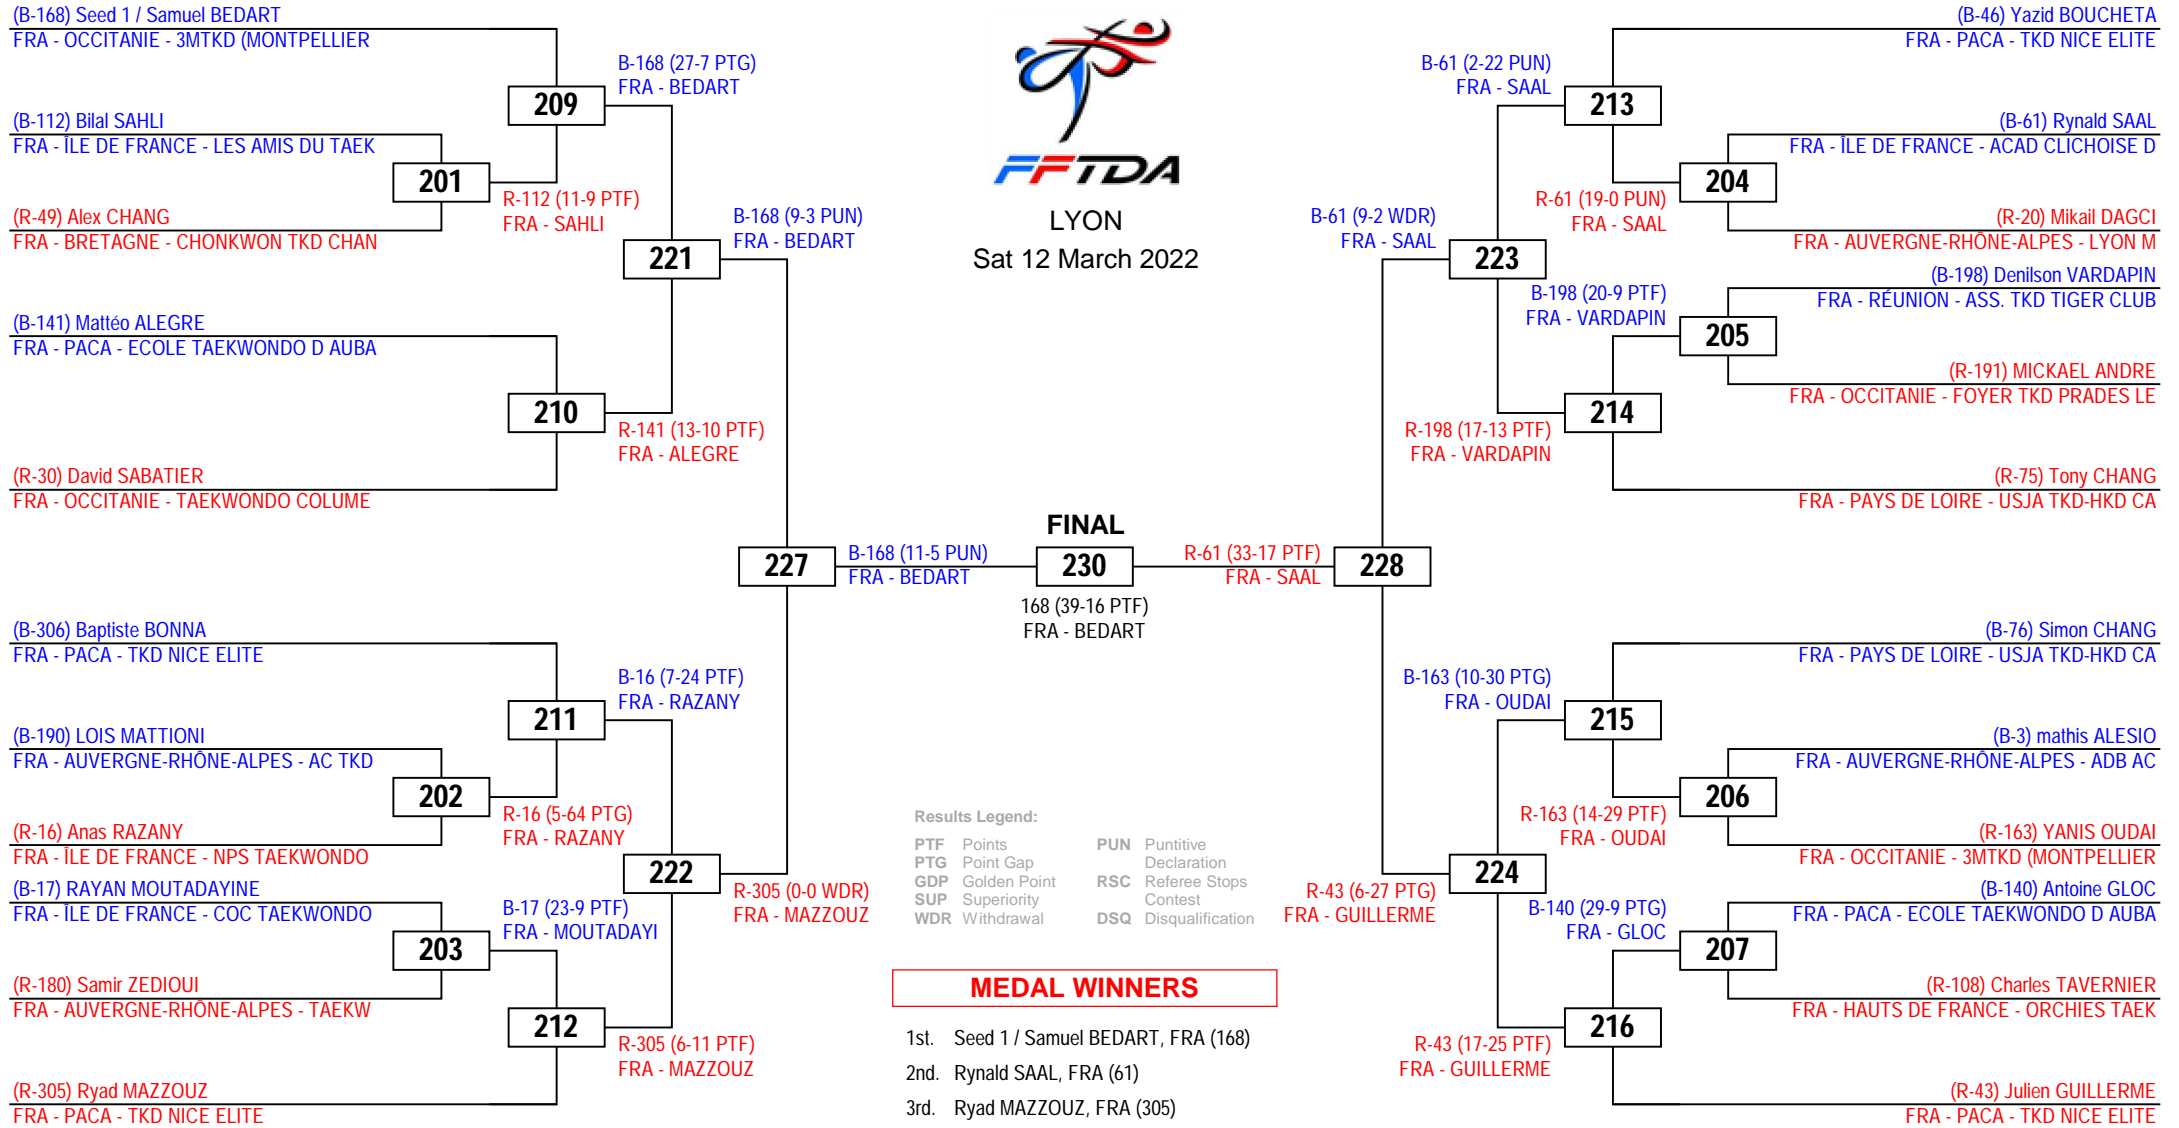 (B-168) Seed 1 / Samuel BEDART
FRA - OCCITANIE - 3MTKD (MONTPELLIER
(B-112) Bilal SAHLI
FRA - ÎLE DE FRANCE - LES AMIS DU TAEK
(R-49) Alex CHANG
FRA - BRETAGNE - CHONKWON TKD CHAN
(B-141) Mattéo ALEGRE
FRA - PACA - ECOLE TAEKWONDO D AUBA
(R-30) David SABATIER
FRA - OCCITANIE - TAEKWONDO COLUME
(B-306) Baptiste BONNA
FRA - PACA - TKD NICE ELITE
(B-190) LOIS MATTIONI
FRA - AUVERGNE-RHÔNE-ALPES - AC TKD
(R-16) Anas RAZANY
FRA - ÎLE DE FRANCE - NPS TAEKWONDO
(B-17) RAYAN MOUTADAYINE
FRA - ÎLE DE FRANCE - COC TAEKWONDO
(R-180) Samir ZEDIOUI
FRA - AUVERGNE-RHÔNE-ALPES - TAEKW
(R-305) Ryad MAZZOUZ
FRA - PACA - TKD NICE ELITE
201
R-112 (11-9 PTF)
FRA - SAHLI
202
R-16 (5-64 PTG)
FRA - RAZANY
203
B-17 (23-9 PTF)
FRA - MOUTADAYI
209
B-168 (27-7 PTG)
FRA - BEDART
210
R-141 (13-10 PTF)
FRA - ALEGRE
211
B-16 (7-24 PTF)
FRA - RAZANY
212
R-305 (6-11 PTF)
FRA - MAZZOUZ
221
B-168 (9-3 PUN)
FRA - BEDART
222
R-305 (0-0 WDR)
FRA - MAZZOUZ
227
B-168 (11-5 PUN)
FRA - BEDART
FFTDA
LYON
Sat 12 March 2022
FINAL
230
168 (39-16 PTF)
FRA - BEDART
Results Legend:
PTF Points
PTG Point Gap
GDP Golden Point
SUP Superiority
WDR Withdrawal
PUN Puntitive
Declaration
RSC Referee Stops
Contest
DSQ Disqualification
MEDAL WINNERS
1st. Seed 1 / Samuel BEDART, FRA (168)
2nd. Rynald SAAL, FRA (61)
3rd. Ryad MAZZOUZ, FRA (305)
R-61 (33-17 PTF)
FRA - SAAL
228
B-61 (9-2 WDR)
FRA - SAAL
223
R-43 (6-27 PTG)
FRA - GUILLERME
224
B-61 (2-22 PUN)
FRA - SAAL
213
R-198 (17-13 PTF)
FRA - VARDAPIN
214
B-163 (10-30 PTG)
FRA - OUDAI
215
R-43 (17-25 PTF)
FRA - GUILLERME
216
R-61 (19-0 PUN)
FRA - SAAL
204
B-198 (20-9 PTF)
FRA - VARDAPIN
205
R-163 (14-29 PTF)
FRA - OUDAI
206
B-140 (29-9 PTG)
FRA - GLOC
207
(B-46) Yazid BOUCHETA
FRA - PACA - TKD NICE ELITE
(B-61) Rynald SAAL
FRA - ÎLE DE FRANCE - ACAD CLICHOISE D
(R-20) Mikail DAGCI
FRA - AUVERGNE-RHÔNE-ALPES - LYON M
(B-198) Denilson VARDAPIN
FRA - RÉUNION - ASS. TKD TIGER CLUB
(R-191) MICKAEL ANDRE
FRA - OCCITANIE - FOYER TKD PRADES LE
(R-75) Tony CHANG
FRA - PAYS DE LOIRE - USJA TKD-HKD CA
(B-76) Simon CHANG
FRA - PAYS DE LOIRE - USJA TKD-HKD CA
(B-3) mathis ALESIO
FRA - AUVERGNE-RHÔNE-ALPES - ADB AC
(R-163) YANIS OUDAI
FRA - OCCITANIE - 3MTKD (MONTPELLIER
(B-140) Antoine GLOC
FRA - PACA - ECOLE TAEKWONDO D AUBA
(R-108) Charles TAVERNIER
FRA - HAUTS DE FRANCE - ORCHIES TAEK
(R-43) Julien GUILLERME
FRA - PACA - TKD NICE ELITE